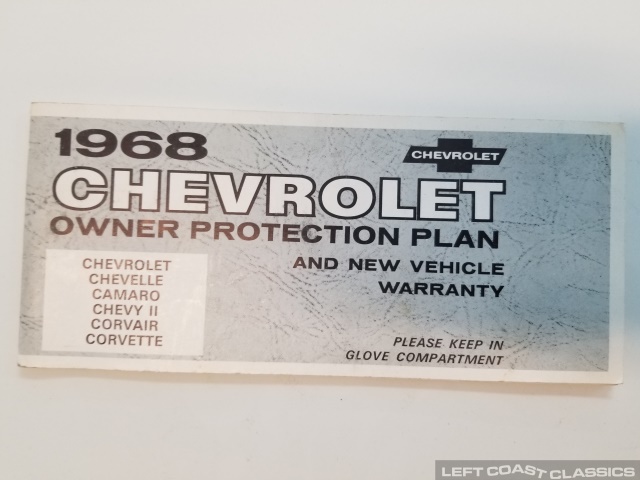 1968
CHEVROLET
CHEVROLET
OWNER PROTECTION PLAN
AND NEW VEHICLE
WARRANTY
CHEVROLET
CHEVELLE
CAMARO
CHEVY II
CORVAIR
CORVETTE
PLEASE KEEP IN
GLOVE COMPARTMENT
LEFT COAST CLASSICS